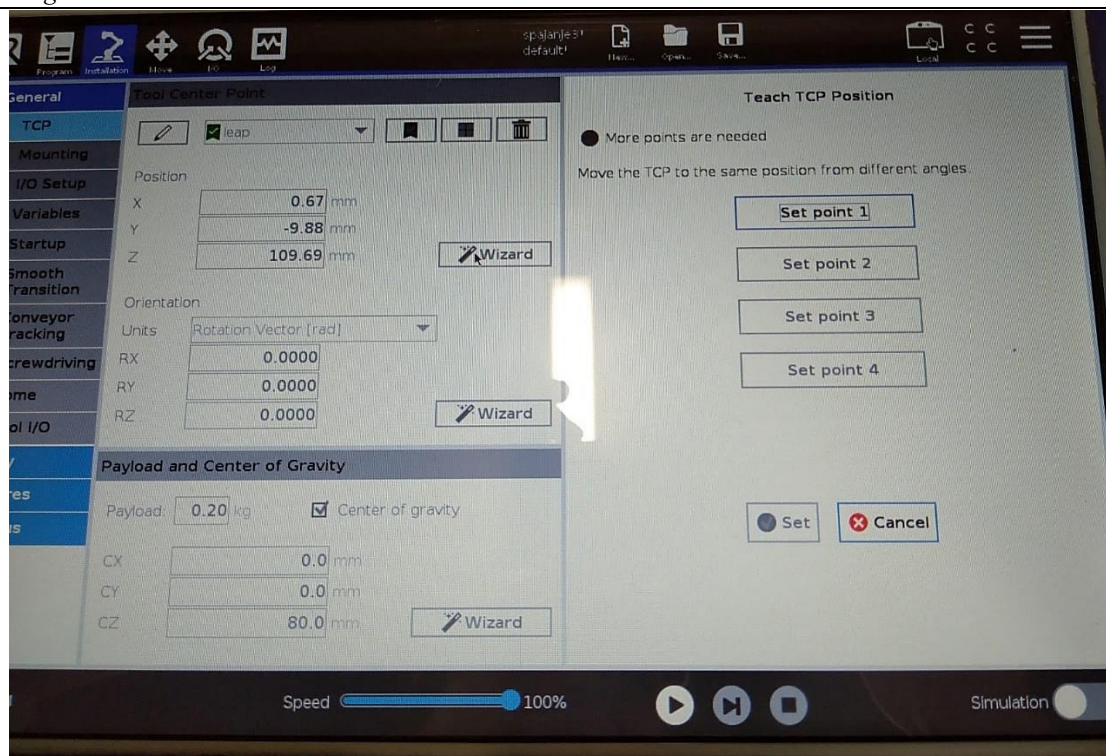 Program Installation Move I/O Log
spajanje3*
default*
New... Open... Save...
Local
C C
C C
General
TCP
Mounting
I/O Setup
Variables
Startup
Smooth
Transition
Conveyor
Tracking
Screwdriving
Home
Tool I/O
Tool Center Point
leap
Position
X 0.67 mm
Y -9.88 mm
Z 109.69 mm
Wizard
Orientation
Units Rotation Vector [rad]
RX 0.0000
RY 0.0000
RZ 0.0000
Wizard
Payload and Center of Gravity
Payload: 0.20 kg Center of gravity
CX 0.0 mm
CY 0.0 mm
CZ 80.0 mm
Wizard
Teach TCP Position
More points are needed
Move the TCP to the same position from different angles.
Set point 1
Set point 2
Set point 3
Set point 4
Set Cancel
Speed 100%
Simulation